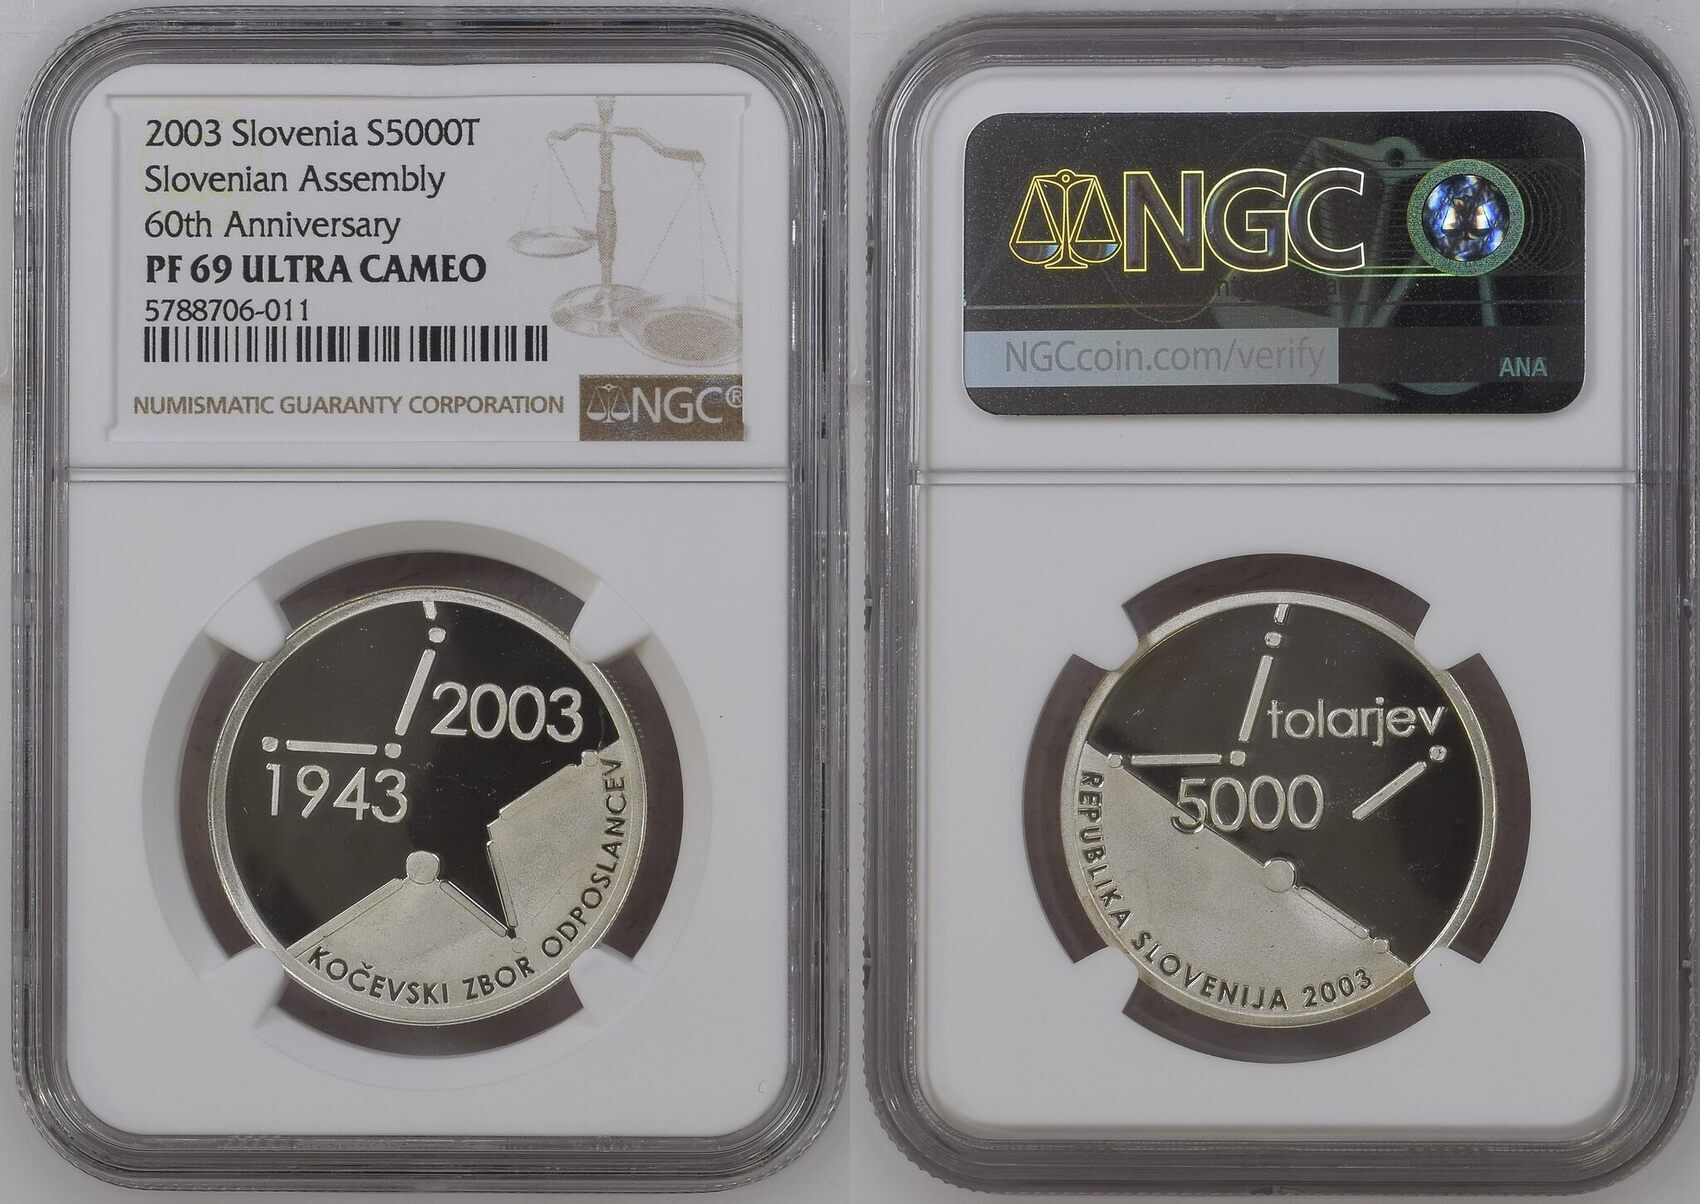 2003 Slovenia S5000T
Slovenian Assembly
60th Anniversary
PF 69 ULTRA CAMEO
5788706-011
NUMISMATIC GUARANTY CORPORATION
NGC®
2003
1943
KOČEVSKI ZBOR ODPOSLANCEV
NGC
NGCcoin.com/verify
ANA
tolarjev
5000
REPUBLIKA SLOVENIJA 2003